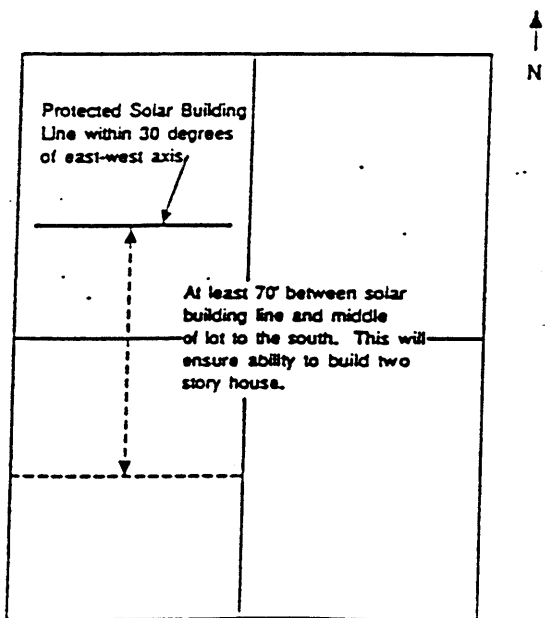 N
Protected Solar Building
Line within 30 degrees
of east-west axis
At least 70' between solar
building line and middle
of lot to the south. This will
ensure ability to build two
story house.